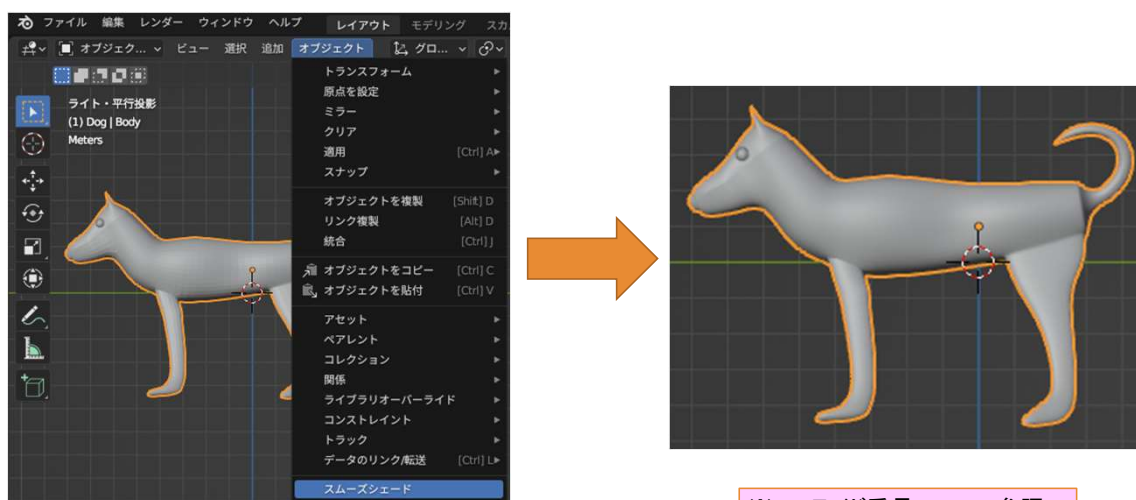 ファイル 編集 レンダー ウィンドウ ヘルプ レイアウト モデリング スカ
オブジェク... ビュー 選択 追加 オブジェクト グロ...
ライト・平行投影
(1) Dog | Body
Meters
トランスフォーム
原点を設定
ミラー
クリア
適用 [Ctrl] A
スナップ
オブジェクトを複製 [Shift] D
リンク複製 [Alt] D
統合 [Ctrl] J
オブジェクトをコピー [Ctrl] C
オブジェクトを貼付 [Ctrl] V
アセット
ペアレント
コレクション
関係
ライブラリオーバーライド
コンストレイント
トラック
データのリンク/転送 [Ctrl] L
スムーズシェード